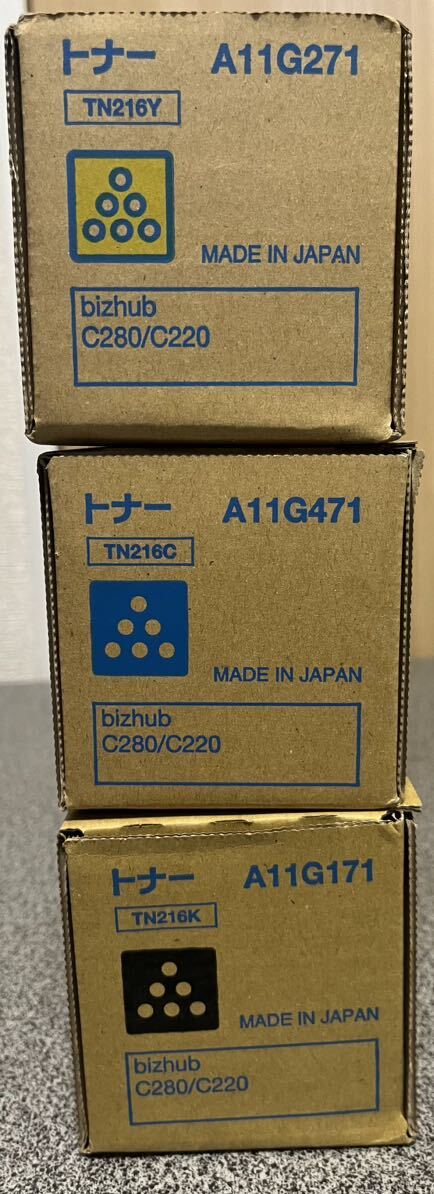 トナー A11G271
TN216Y
MADE IN JAPAN
bizhub
C280/C220
トナー A11G471
TN216C
MADE IN JAPAN
bizhub
C280/C220
トナー A11G171
TN216K
MADE IN JAPAN
bizhub
C280/C220